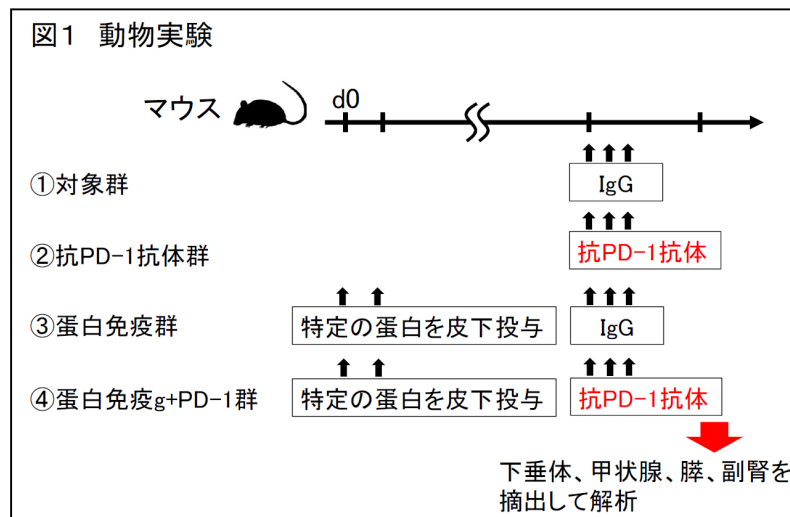 図1 動物実験
マウス
d0
①対象群
IgG
②抗PD-1抗体群
抗PD-1抗体
③蛋白免疫群
特定の蛋白を皮下投与
IgG
④蛋白免疫g+PD-1群
特定の蛋白を皮下投与
抗PD-1抗体
下垂体、甲状腺、膵、副腎を
摘出して解析